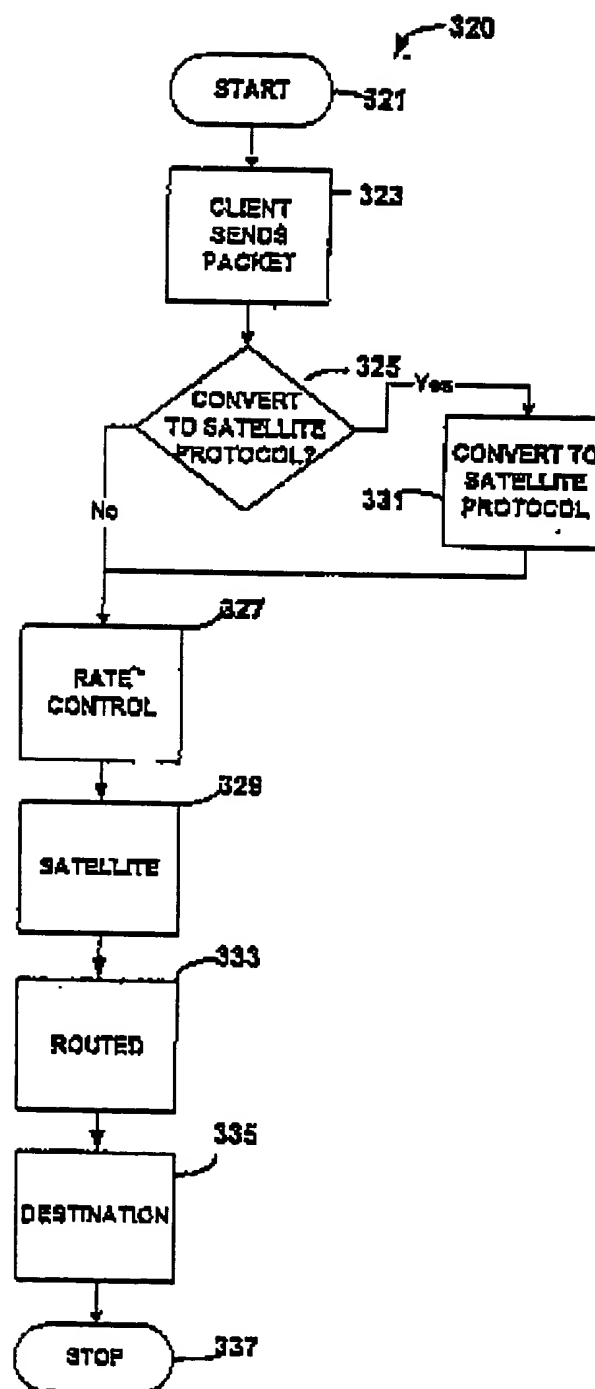 320
START
321
CLIENT
SENDS
PACKET
323
CONVERT
TO SATELLITE
PROTOCOL?
325
Yes
CONVERT TO
SATELLITE
PROTOCOL
331
No
327
RATE
CONTROL
329
SATELLITE
333
ROUTED
335
DESTINATION
STOP
337